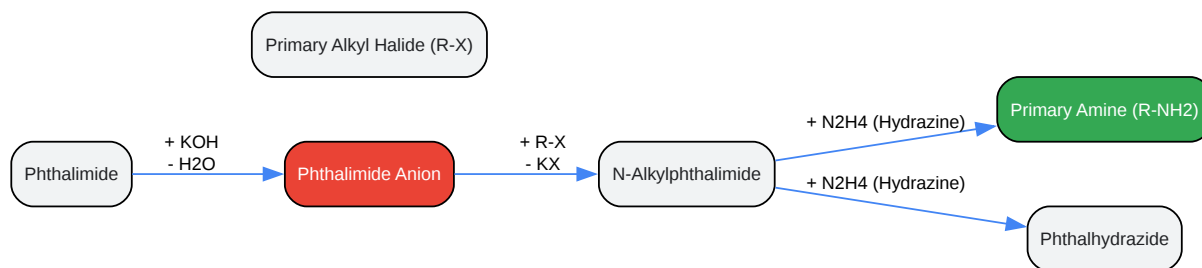 Primary Alkyl Halide (R-X)
Phthalimide
+ KOH
- H2O
Phthalimide Anion
+ R-X
- KX
N-Alkylphthalimide
+ N2H4 (Hydrazine)
Primary Amine (R-NH2)
+ N2H4 (Hydrazine)
Phthalhydrazide